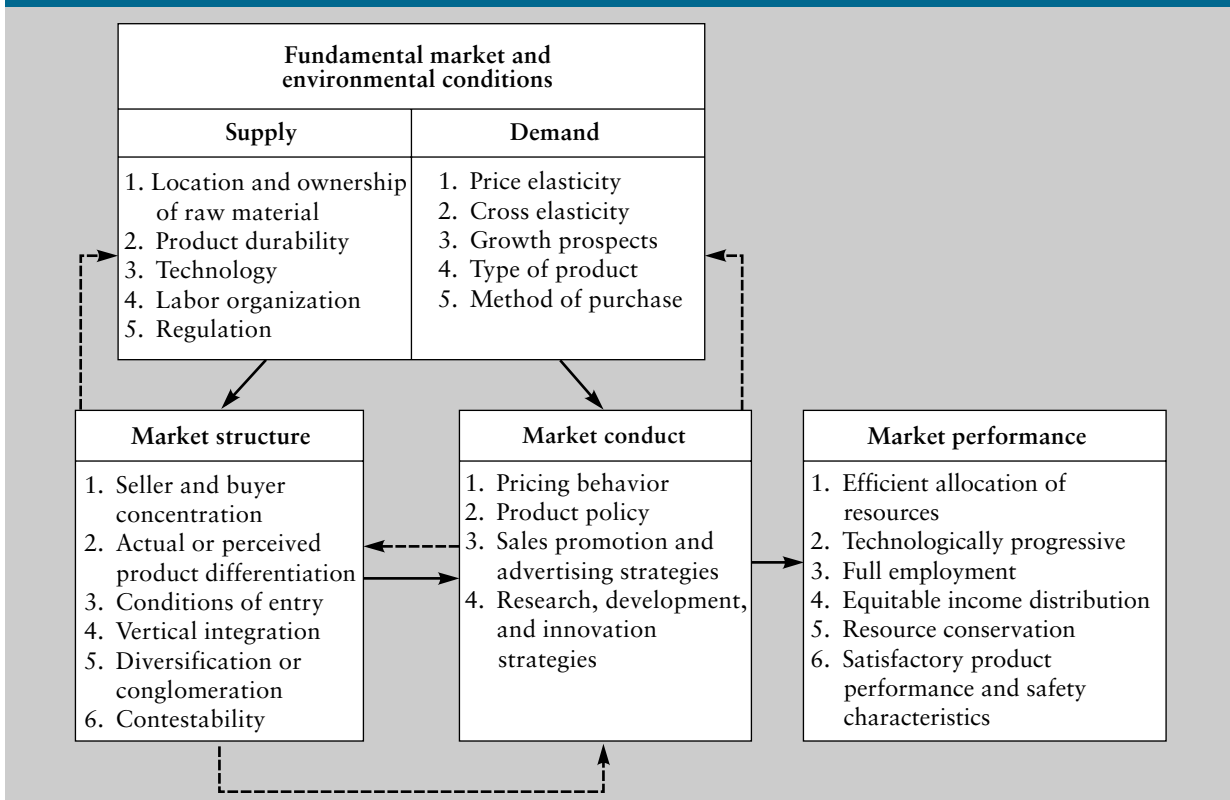 Fundamental market and
environmental conditions
Supply
1. Location and ownership
of raw material
2. Product durability
3. Technology
4. Labor organization
5. Regulation
Demand
1. Price elasticity
2. Cross elasticity
3. Growth prospects
4. Type of product
5. Method of purchase
Market structure
1. Seller and buyer
concentration
2. Actual or perceived
product differentiation
3. Conditions of entry
4. Vertical integration
5. Diversification or
conglomeration
6. Contestability
Market conduct
1. Pricing behavior
2. Product policy
3. Sales promotion and
advertising strategies
4. Research, development,
and innovation
strategies
Market performance
1. Efficient allocation of
resources
2. Technologically progressive
3. Full employment
4. Equitable income distribution
5. Resource conservation
6. Satisfactory product
performance and safety
characteristics